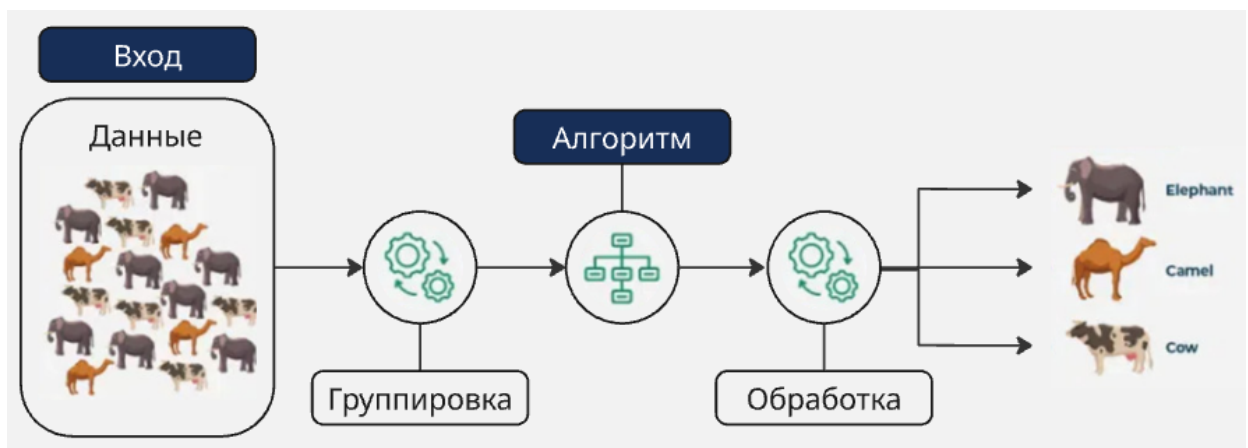 Вход
Данные
Алгоритм
Группировка
Обработка
Elephant
Camel
Cow